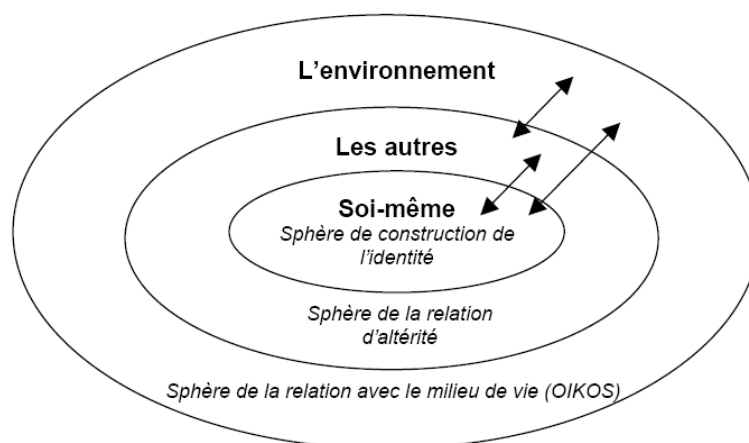 L'environnement
Les autres
Soi-même
Sphère de construction de
l'identité
Sphère de la relation
d'altérité
Sphère de la relation avec le milieu de vie (OIKOS)